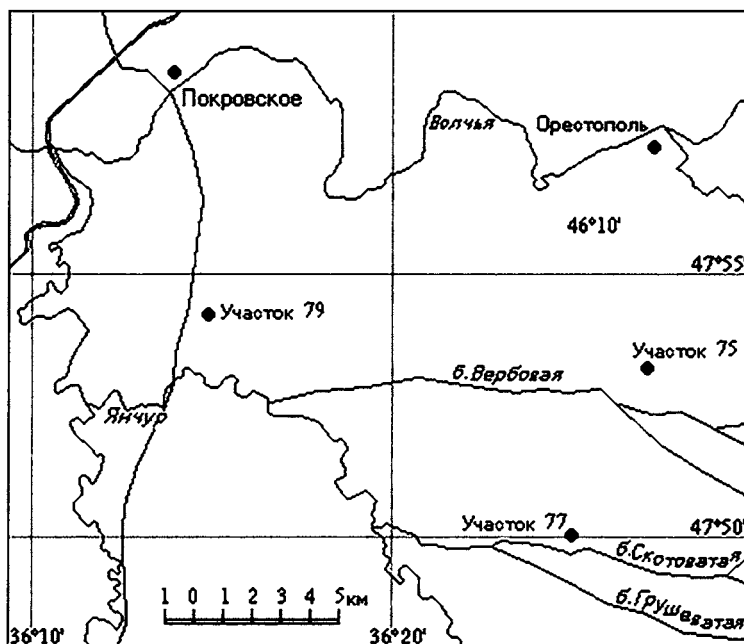 Покровское
Волчья
Орестополь
46°10'
47°55'
Участок 79
Участок 75
б.Вербовая
Янчур
Участок 77
47°50'
б.Скотоватая
б.Грушеватая
1 0 1 2 3 4 5км
36°10'
36°20'